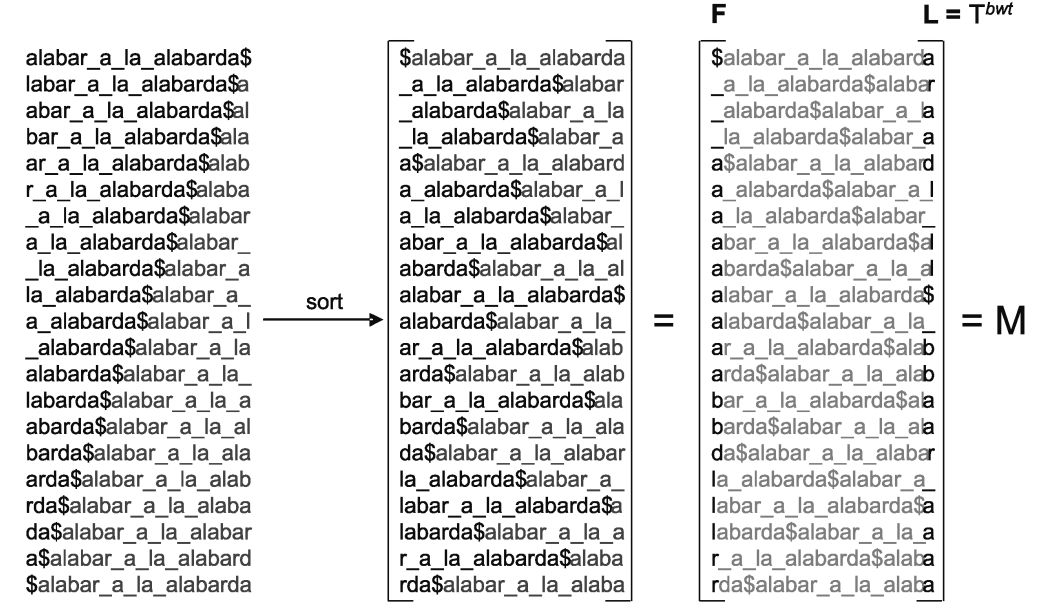 F L = T^bwt
alabar_a_la_alabarda$ $alabar_a_la_alabarda $alabar_a_la_alabarda
labar_a_la_alabarda$a _a_la_alabarda$alabar _a_la_alabarda$alabar
abar_a_la_alabarda$al _alabarda$alabar_a_la _alabarda$alabar_a_la
bar_a_la_alabarda$ala _la_alabarda$alabar_a _la_alabarda$alabar_a
ar_a_la_alabarda$alab a$alabar_a_la_alabard a$alabar_a_la_alabard
r_a_la_alabarda$alaba a_alabarda$alabar_a_l a_alabarda$alabar_a_l
_a_la_alabarda$alabar a_la_alabarda$alabar_ a_la_alabarda$alabar_
a_la_alabarda$alabar_ abar_a_la_alabarda$al abar_a_la_alabarda$al
_la_alabarda$alabar_a abarda$alabar_a_la_al abarda$alabar_a_la_al
la_alabarda$alabar_a_ sort alabar_a_la_alabarda$ alabar_a_la_alabarda$
a_alabarda$alabar_a_l alabarda$alabar_a_la_ = alabarda$alabar_a_la_ = M
_alabarda$alabar_a_la ar_a_la_alabarda$alab ar_a_la_alabarda$alab
alabarda$alabar_a_la_ arda$alabar_a_la_alab arda$alabar_a_la_alab
labarda$alabar_a_la_a bar_a_la_alabarda$ala bar_a_la_alabarda$ala
abarda$alabar_a_la_al barda$alabar_a_la_ala barda$alabar_a_la_ala
barda$alabar_a_la_ala da$alabar_a_la_alabar da$alabar_a_la_alabar
arda$alabar_a_la_alab la_alabarda$alabar_a_ la_alabarda$alabar_a_
rda$alabar_a_la_alaba labar_a_la_alabarda$a labar_a_la_alabarda$a
da$alabar_a_la_alabar labarda$alabar_a_la_a labarda$alabar_a_la_a
a$alabar_a_la_alabard r_a_la_alabarda$alaba r_a_la_alabarda$alaba
$alabar_a_la_alabarda rda$alabar_a_la_alaba rda$alabar_a_la_alaba